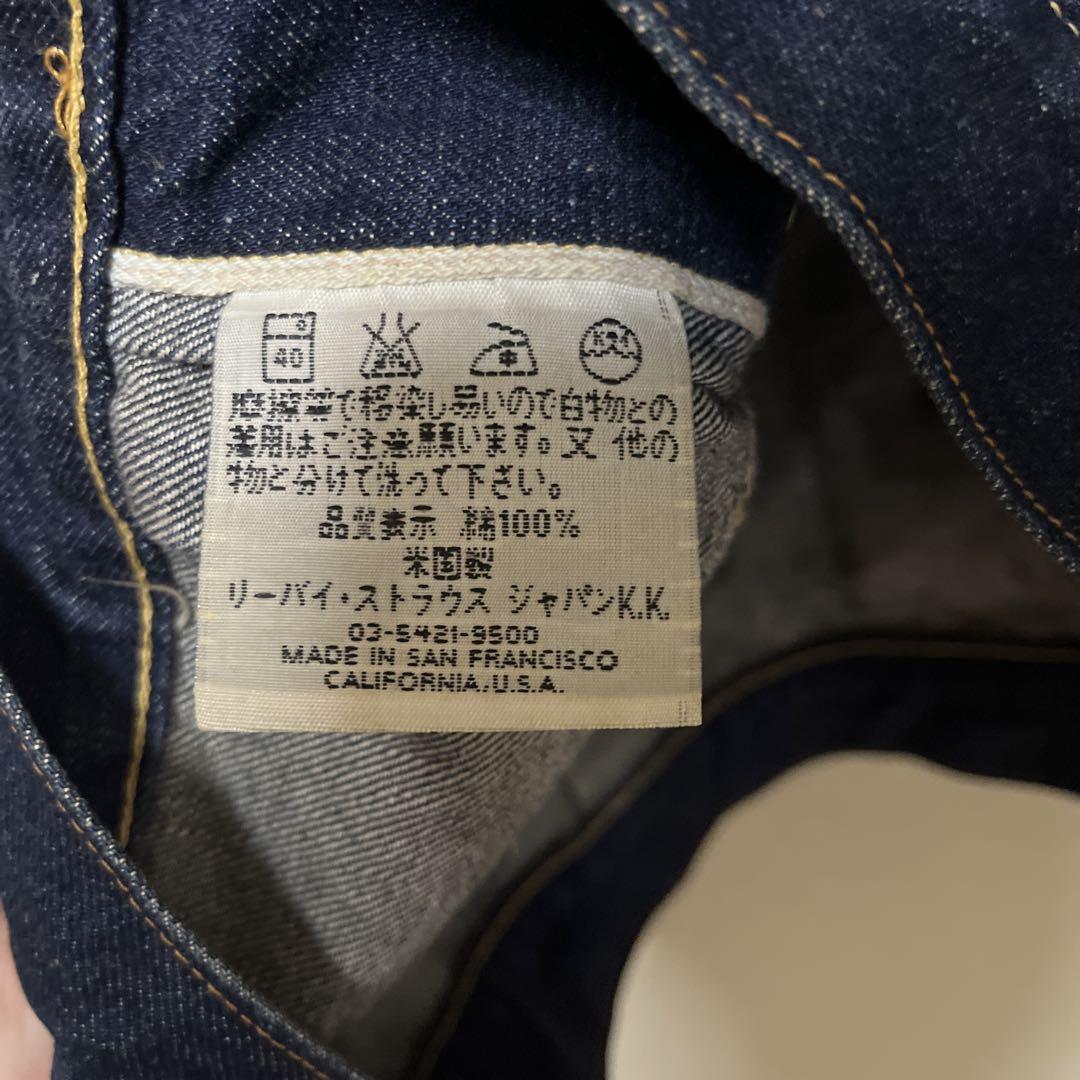 40
摩擦等で移染し易いので白物との
着用はご注意願います。又 他の
物と分けて洗って下さい。
品質表示 綿100%
米国製
リーバイ・ストラウス ジャパンK.K.
03-5421-9500
MADE IN SAN FRANCISCO
CALIFORNIA,U.S.A.